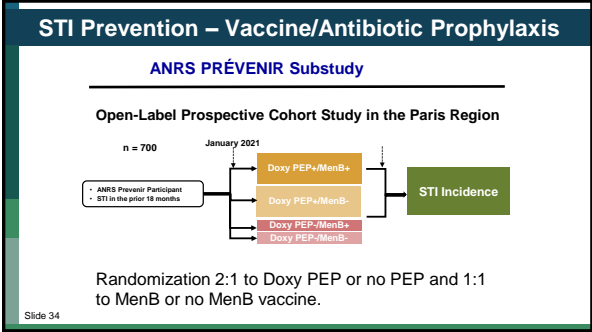 STI Prevention – Vaccine/Antibiotic Prophylaxis
ANRS PRÉVENIR Substudy
Open-Label Prospective Cohort Study in the Paris Region
n = 700
January 2021
• ANRS Prevenir Participant
• STI in the prior 18 months
Doxy PEP+/MenB+
Doxy PEP+/MenB-
Doxy PEP-/MenB+
Doxy PEP-/MenB-
STI Incidence
Randomization 2:1 to Doxy PEP or no PEP and 1:1
to MenB or no MenB vaccine.
Slide 34